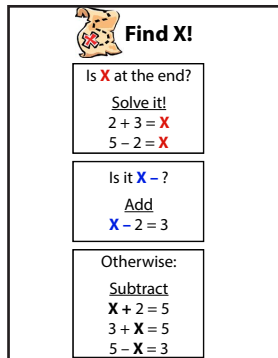 Find X!
Is X at the end?
Solve it!
2 + 3 = X
5 – 2 = X
Is it X – ?
Add
X – 2 = 3
Otherwise:
Subtract
X + 2 = 5
3 + X = 5
5 – X = 3